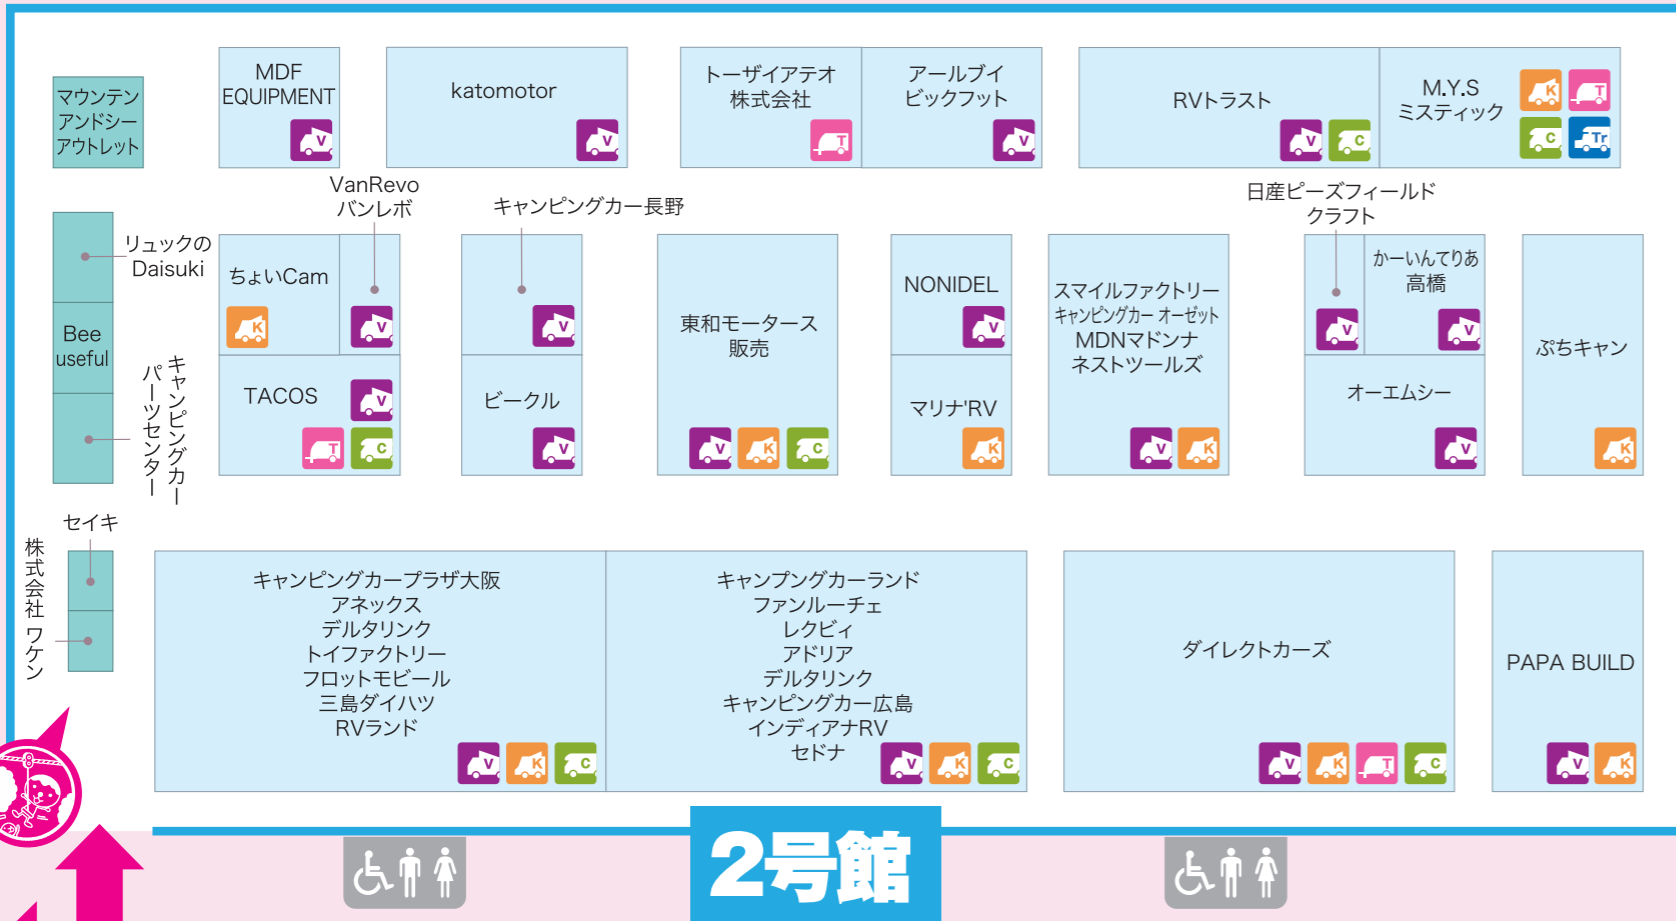 マウンテン
アンドシー
アウトレット
MDF
EQUIPMENT
V
katomotor
V
トーザイアテオ
株式会社
T
アールブイ
ビックフット
V
RVトラスト
V
C
M.Y.S
ミスティック
K
T
C
Tr
リュックの
Daisuki
Bee
useful
キャンピングカー
パーツセンター
VanRevo
バンレボ
ちょいCam
K
V
TACOS
V
T
C
キャンピングカー長野
V
ビークル
V
東和モータース
販売
V
K
C
NONIDEL
V
マリナ'RV
K
スマイルファクトリー
キャンピングカー オーゼット
MDNマドンナ
ネストツールズ
V
K
日産ピーズフィールド
クラフト
V
かーいんてりあ
高橋
V
オーエムシー
V
ぷちキャン
K
セイキ
株式会社 ワケン
キャンピングカープラザ大阪
アネックス
デルタリンク
トイファクトリー
フロットモビール
三島ダイハツ
RVランド
V
K
C
キャンプングカーランド
ファンルーチェ
レクビィ
アドリア
デルタリンク
キャンピングカー広島
インディアナRV
セドナ
V
K
C
ダイレクトカーズ
V
K
T
C
PAPA BUILD
V
K
2号館